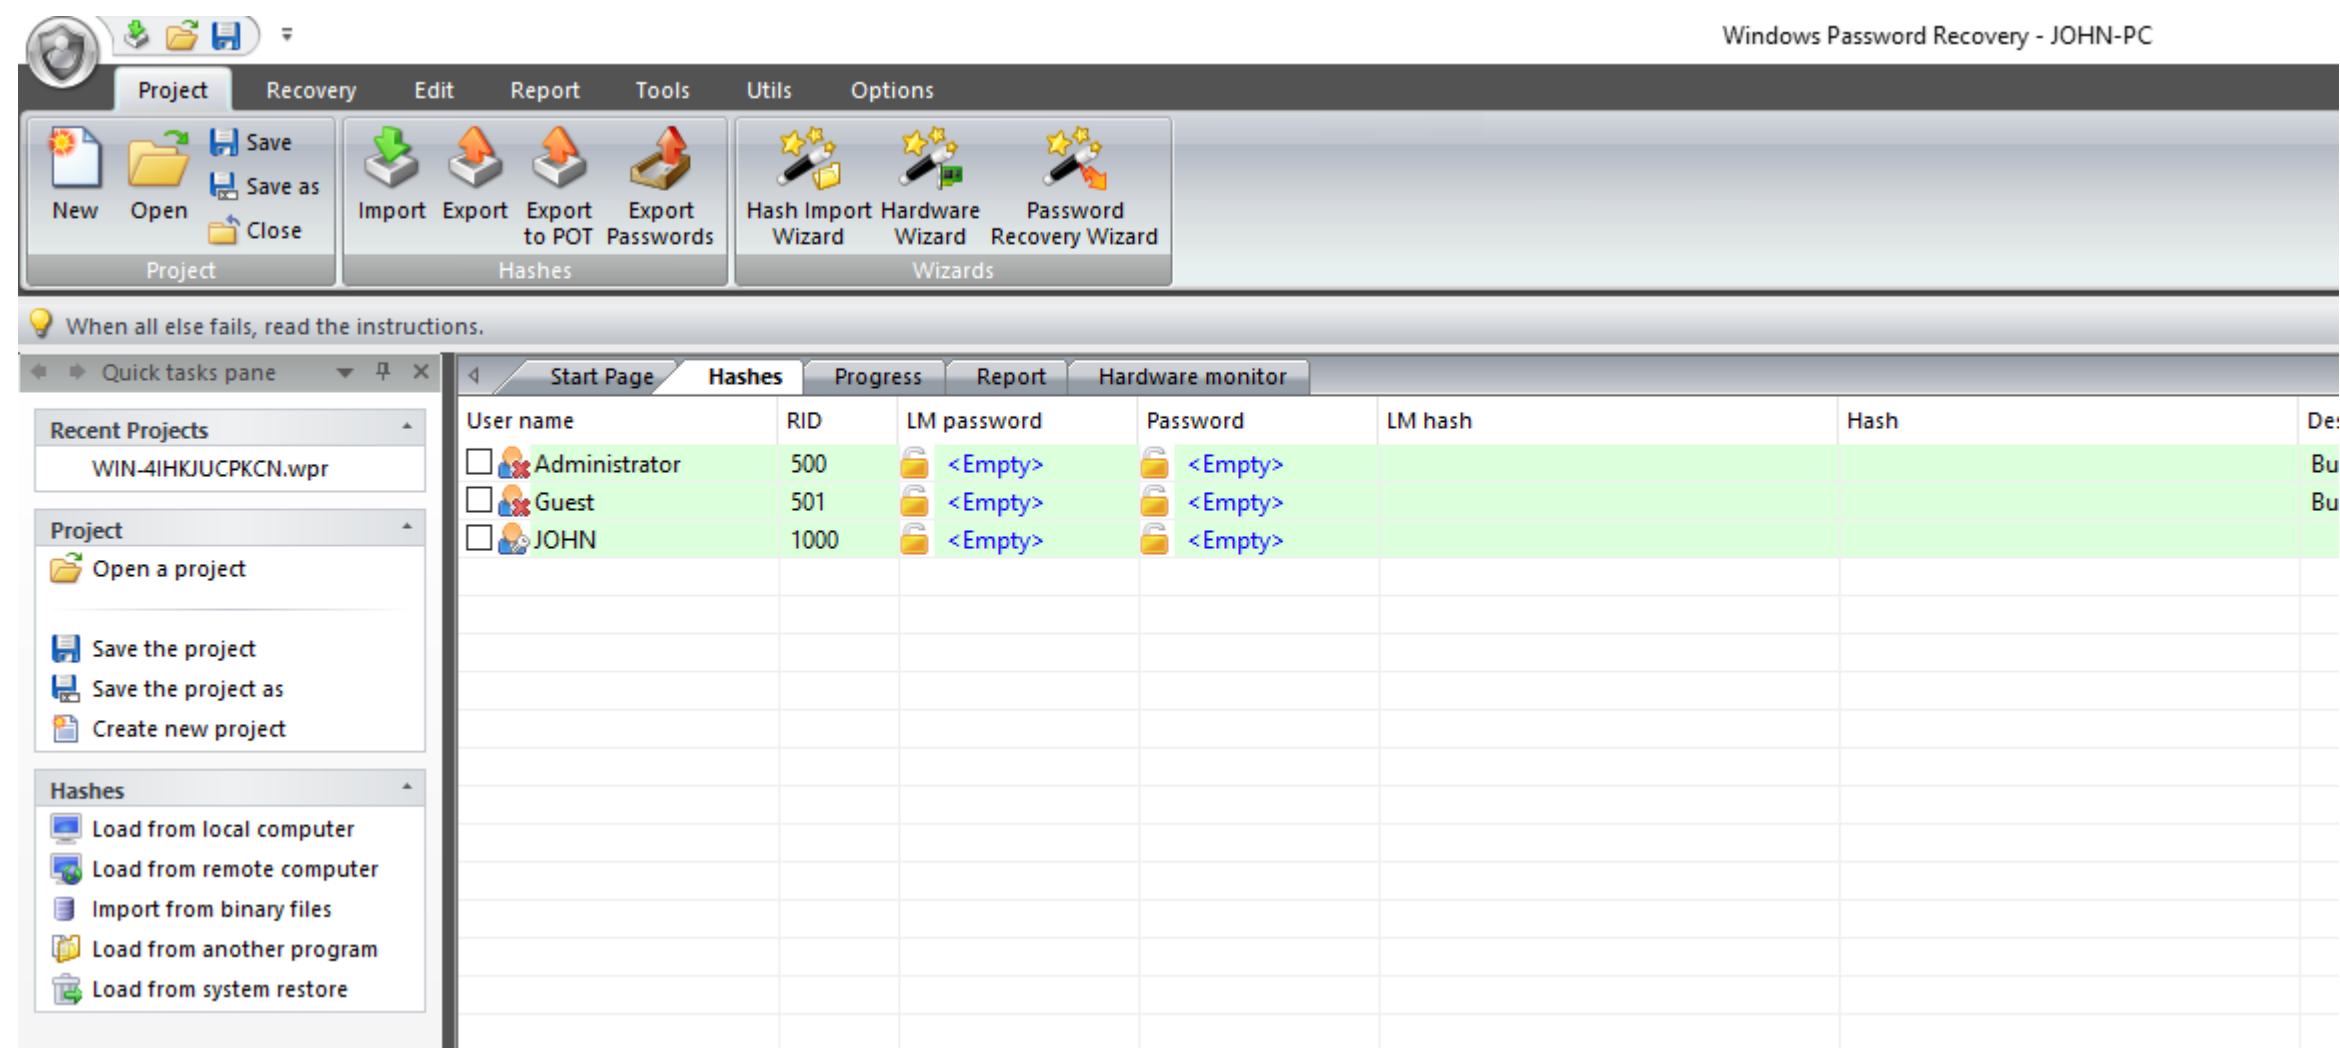 Windows Password Recovery - JOHN-PC
Project Recovery Edit Report Tools Utils Options
New
Open
Save
Save as
Close
Project
Import
Export
Export
to POT
Export
Passwords
Hashes
Hash Import
Wizard
Hardware
Wizard
Password
Recovery Wizard
Wizards
When all else fails, read the instructions.
Quick tasks pane
Recent Projects
WIN-4IHKJUCPKCN.wpr
Project
Open a project
Save the project
Save the project as
Create new project
Hashes
Load from local computer
Load from remote computer
Import from binary files
Load from another program
Load from system restore
Start Page Hashes Progress Report Hardware monitor
User name RID LM password Password LM hash Hash Des
Administrator 500 <Empty> <Empty> Bu
Guest 501 <Empty> <Empty> Bu
JOHN 1000 <Empty> <Empty>